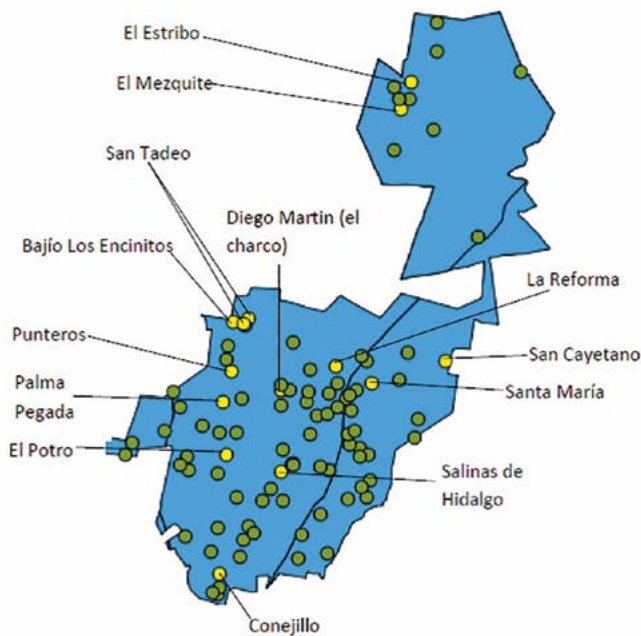 El Estribo
El Mezquite
San Tadeo
Diego Martin (el
charco)
Bajío Los Encinitos
La Reforma
Punteros
San Cayetano
Palma
Pegada
Santa María
El Potro
Salinas de
Hidalgo
Conejillo